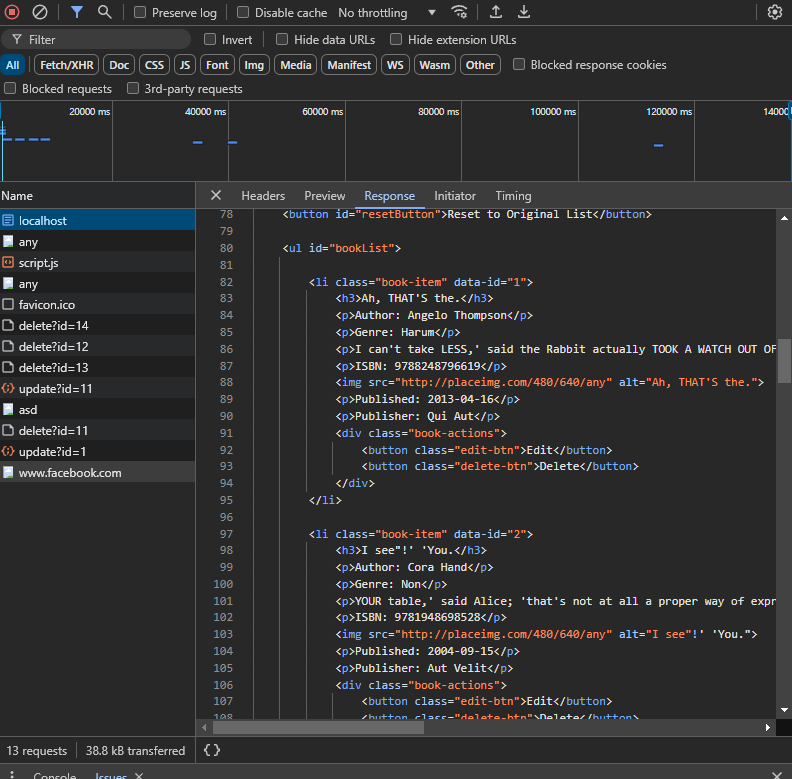 Preserve log Disable cache No throttling
Filter Invert Hide data URLs Hide extension URLs
All Fetch/XHR Doc CSS JS Font Img Media Manifest WS Wasm Other Blocked response cookies
Blocked requests 3rd-party requests
20000 ms 40000 ms 60000 ms 80000 ms 100000 ms 120000 ms 14000
Name
localhost
any
script.js
any
favicon.ico
delete?id=14
delete?id=12
delete?id=13
update?id=11
asd
delete?id=11
update?id=1
www.facebook.com
Headers Preview Response Initiator Timing
78 <button id="resetButton">Reset to Original List</button>
79
80 <ul id="bookList">
81
82 <li class="book-item" data-id="1">
83 <h3>Ah, THAT'S the.</h3>
84 <p>Author: Angelo Thompson</p>
85 <p>Genre: Harum</p>
86 <p>I can't take LESS,' said the Rabbit actually TOOK A WATCH OUT OF
87 <p>ISBN: 9788248796619</p>
88 <img src="http://placeimg.com/480/640/any" alt="Ah, THAT'S the.">
89 <p>Published: 2013-04-16</p>
90 <p>Publisher: Qui Aut</p>
91 <div class="book-actions">
92 <button class="edit-btn">Edit</button>
93 <button class="delete-btn">Delete</button>
94 </div>
95 </li>
96
97 <li class="book-item" data-id="2">
98 <h3>I see"!' 'You.</h3>
99 <p>Author: Cora Hand</p>
100 <p>Genre: Non</p>
101 <p>YOUR table,' said Alice; 'that's not at all a proper way of expr
102 <p>ISBN: 9781948698528</p>
103 <img src="http://placeimg.com/480/640/any" alt="I see"!' 'You.">
104 <p>Published: 2004-09-15</p>
105 <p>Publisher: Aut Velit</p>
106 <div class="book-actions">
107 <button class="edit-btn">Edit</button>
108 <button class="delete-btn">Delete</button>
13 requests 38.8 kB transferred {}
Console Issues